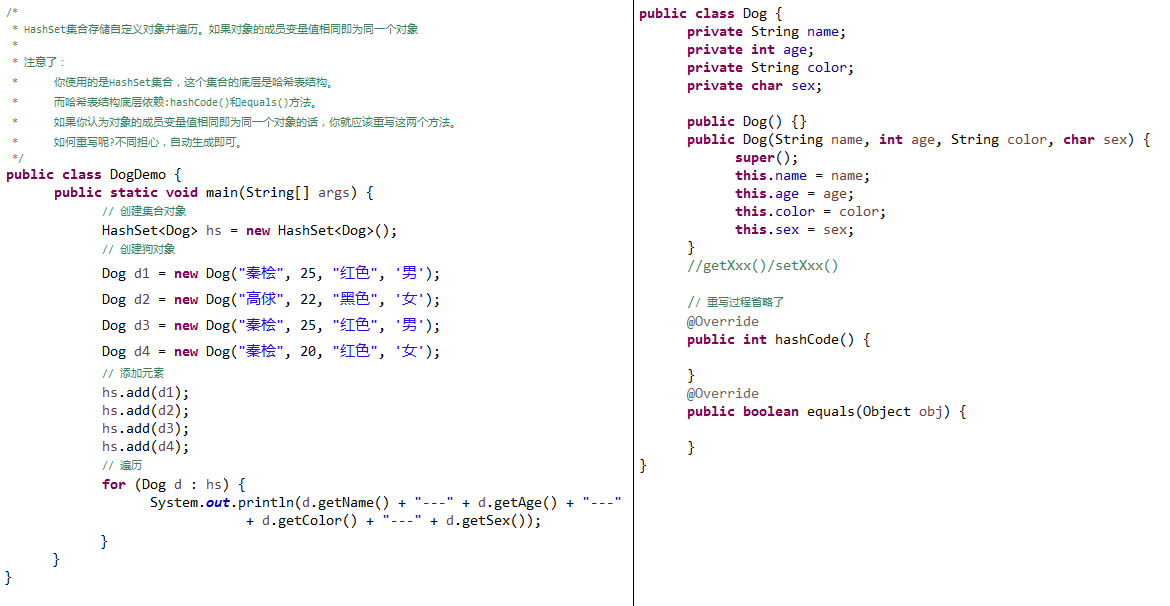 /*
 * HashSet集合存储自定义对象并遍历。如果对象的成员变量值相同即为同一个对象
 *
 * 注意了：
 *      你使用的是HashSet集合，这个集合的底层是哈希表结构。
 *      而哈希表结构底层依赖:hashCode()和equals()方法。
 *      如果你认为对象的成员变量值相同即为同一个对象的话，你就应该重写这两个方法。
 *      如何重写呢?不同担心，自动生成即可。
 */
public class DogDemo {
      public static void main(String[] args) {
            // 创建集合对象
            HashSet<Dog> hs = new HashSet<Dog>();
            // 创建狗对象
            Dog d1 = new Dog("秦桧", 25, "红色", '男');
            Dog d2 = new Dog("高俅", 22, "黑色", '女');
            Dog d3 = new Dog("秦桧", 25, "红色", '男');
            Dog d4 = new Dog("秦桧", 20, "红色", '女');
            // 添加元素
            hs.add(d1);
            hs.add(d2);
            hs.add(d3);
            hs.add(d4);
            // 遍历
            for (Dog d : hs) {
                  System.out.println(d.getName() + "---" + d.getAge() + "---"
                              + d.getColor() + "---" + d.getSex());
            }
      }
}
public class Dog {
      private String name;
      private int age;
      private String color;
      private char sex;

      public Dog() {}
      public Dog(String name, int age, String color, char sex) {
            super();
            this.name = name;
            this.age = age;
            this.color = color;
            this.sex = sex;
      }
      //getXxx()/setXxx()

      // 重写过程省略了
      @Override
      public int hashCode() {

      }
      @Override
      public boolean equals(Object obj) {

      }
}